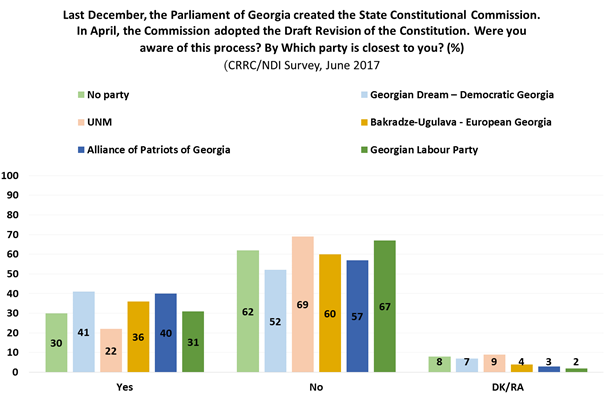 Last December, the Parliament of Georgia created the State Constitutional Commission.
In April, the Commission adopted the Draft Revision of the Constitution. Were you
aware of this process? By Which party is closest to you? (%)
(CRRC/NDI Survey, June 2017
No party
Georgian Dream – Democratic Georgia
UNM
Bakradze-Ugulava - European Georgia
Alliance of Patriots of Georgia
Georgian Labour Party
100
90
80
70
60
50
40
30
20
10
0
30 41 22 36 40 31
62 52 69 60 57 67
8 7 9 4 3 2
Yes No DK/RA